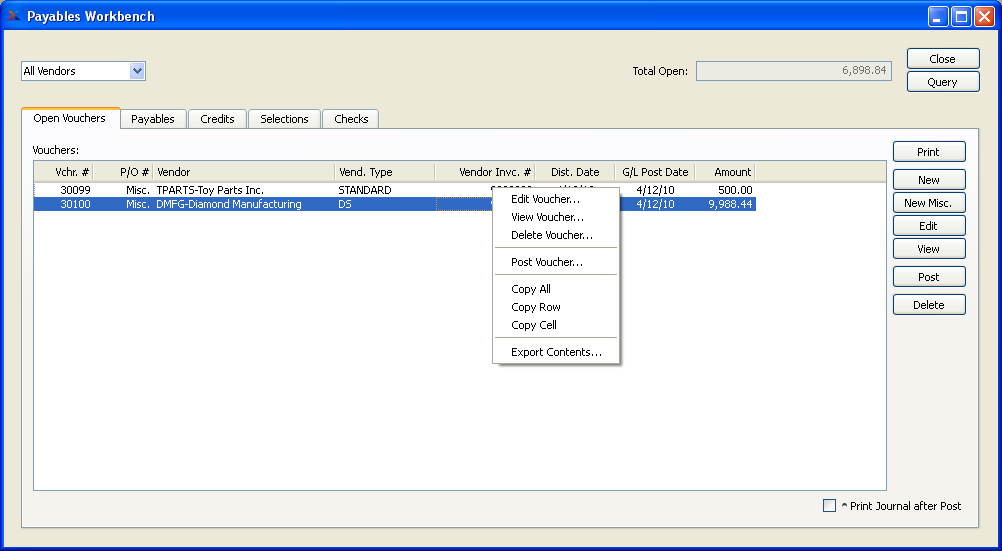 Payables Workbench
All Vendors
Total Open: 6,898.84
Close
Query
Open Vouchers Payables Credits Selections Checks
Vouchers:
Vchr. # P/O # Vendor Vend. Type Vendor Invc. # Dist. Date G/L Post Date Amount
30099 Misc. TPARTS-Toy Parts Inc. STANDARD 4/12/10 500.00
30100 Misc. DMFG-Diamond Manufacturing DS 4/12/10 9,988.44
Edit Voucher...
View Voucher...
Delete Voucher...
Post Voucher...
Copy All
Copy Row
Copy Cell
Export Contents...
Print
New
New Misc.
Edit
View
Post
Delete
^ Print Journal after Post